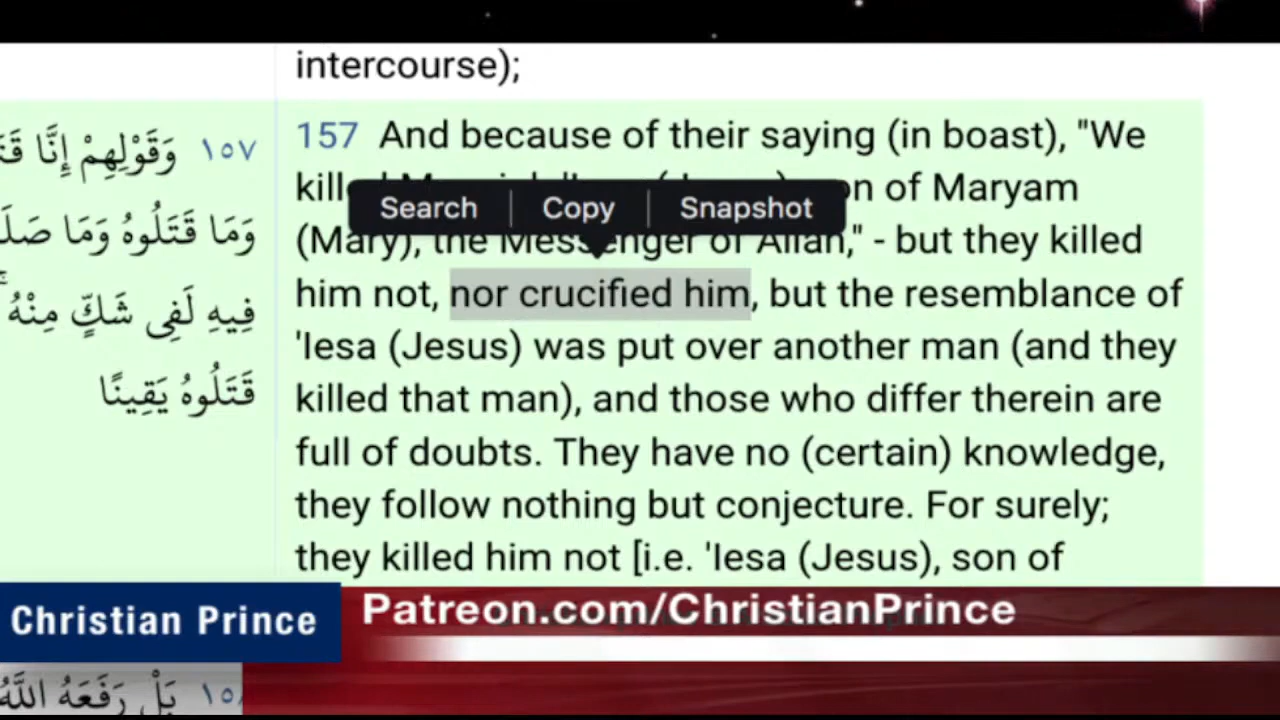 intercourse);
١٥٧ وَقَوْلِهِمْ إِنَّا
وَمَا قَتَلُوهُ وَمَا
فِيهِ لَفِى شَكٍّ مِنْهُ ۚ
قَتَلُوهُ يَقِينًا
157 And because of their saying (in boast), "We
son of Maryam
(Mary), the Messenger of Allah," - but they killed
him not, nor crucified him, but the resemblance of
'Iesa (Jesus) was put over another man (and they
killed that man), and those who differ therein are
full of doubts. They have no (certain) knowledge,
they follow nothing but conjecture. For surely;
they killed him not [i.e. 'Iesa (Jesus), son of
Search Copy Snapshot
Christian Prince
Patreon.com/ChristianPrince
بَلْ رَفَعَهُ اللَّهُ